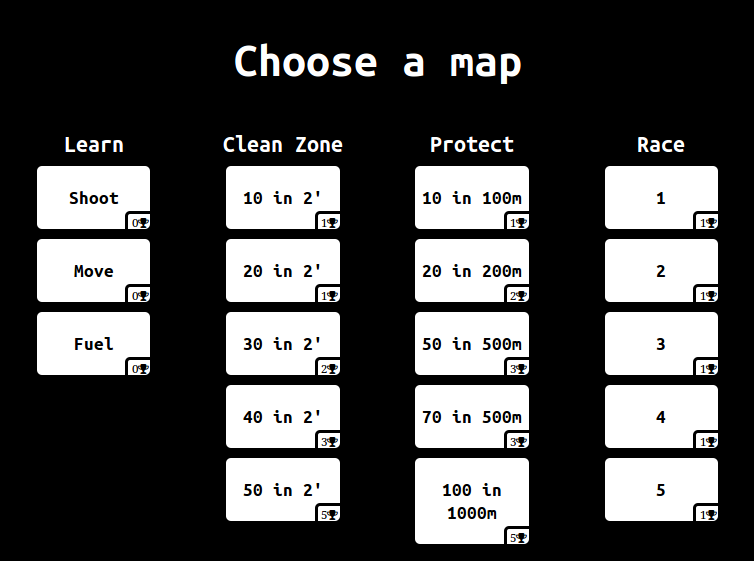 Choose a map
Learn
Shoot
0🏆
Move
0🏆
Fuel
0🏆
Clean Zone
10 in 2'
1🏆
20 in 2'
1🏆
30 in 2'
2🏆
40 in 2'
3🏆
50 in 2'
5🏆
Protect
10 in 100m
1🏆
20 in 200m
2🏆
50 in 500m
3🏆
70 in 500m
3🏆
100 in
1000m
5🏆
Race
1
1🏆
2
1🏆
3
1🏆
4
1🏆
5
1🏆